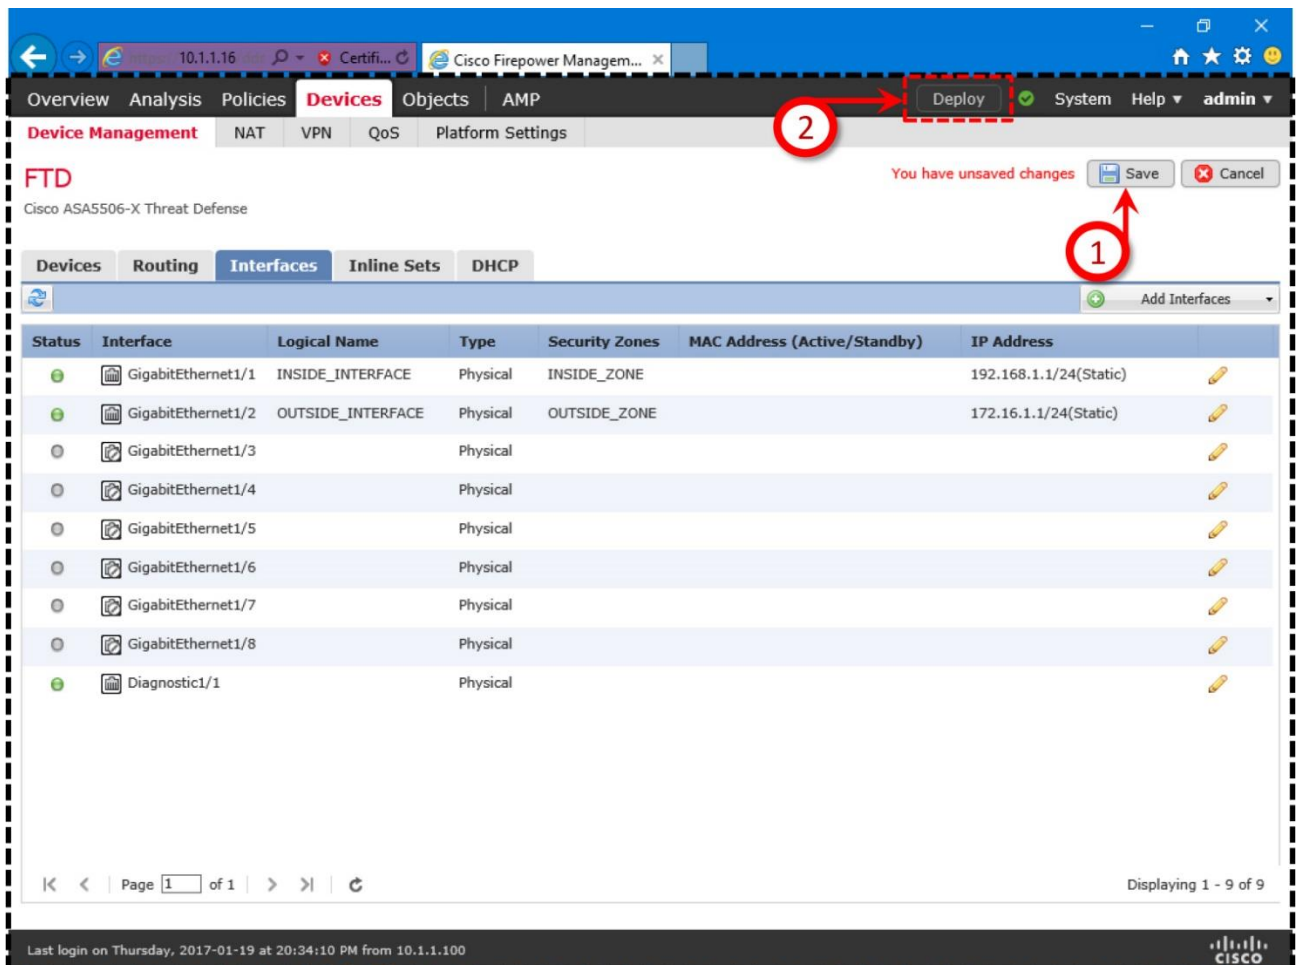 10.1.1.16 Certifi... Cisco Firepower Managem...
Overview Analysis Policies Devices Objects AMP Deploy System Help admin
2
Device Management NAT VPN QoS Platform Settings
FTD
You have unsaved changes Save Cancel
Cisco ASA5506-X Threat Defense
1
Devices Routing Interfaces Inline Sets DHCP
Add Interfaces
Status Interface Logical Name Type Security Zones MAC Address (Active/Standby) IP Address
GigabitEthernet1/1 INSIDE_INTERFACE Physical INSIDE_ZONE 192.168.1.1/24(Static)
GigabitEthernet1/2 OUTSIDE_INTERFACE Physical OUTSIDE_ZONE 172.16.1.1/24(Static)
GigabitEthernet1/3 Physical
GigabitEthernet1/4 Physical
GigabitEthernet1/5 Physical
GigabitEthernet1/6 Physical
GigabitEthernet1/7 Physical
GigabitEthernet1/8 Physical
Diagnostic1/1 Physical
Page 1 of 1 Displaying 1 - 9 of 9
Last login on Thursday, 2017-01-19 at 20:34:10 PM from 10.1.1.100
CISCO